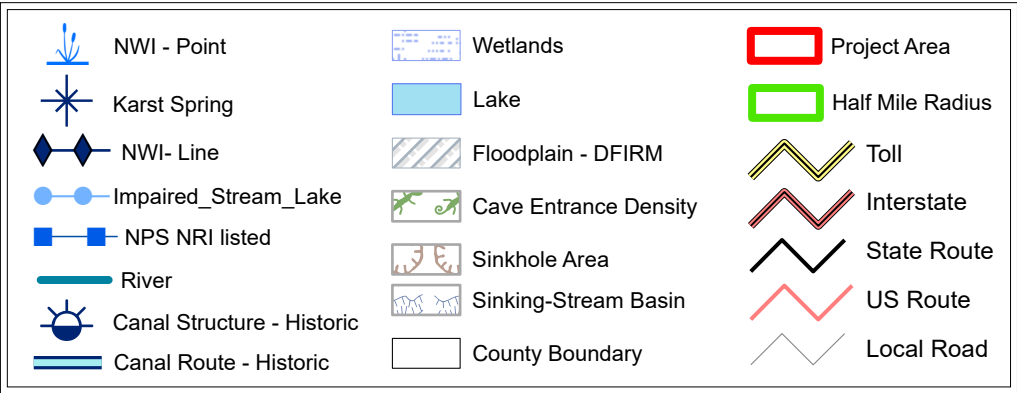 NWI - Point
Karst Spring
NWI- Line
Impaired_Stream_Lake
NPS NRI listed
River
Canal Structure - Historic
Canal Route - Historic
Wetlands
Lake
Floodplain - DFIRM
Cave Entrance Density
Sinkhole Area
Sinking-Stream Basin
County Boundary
Project Area
Half Mile Radius
Toll
Interstate
State Route
US Route
Local Road